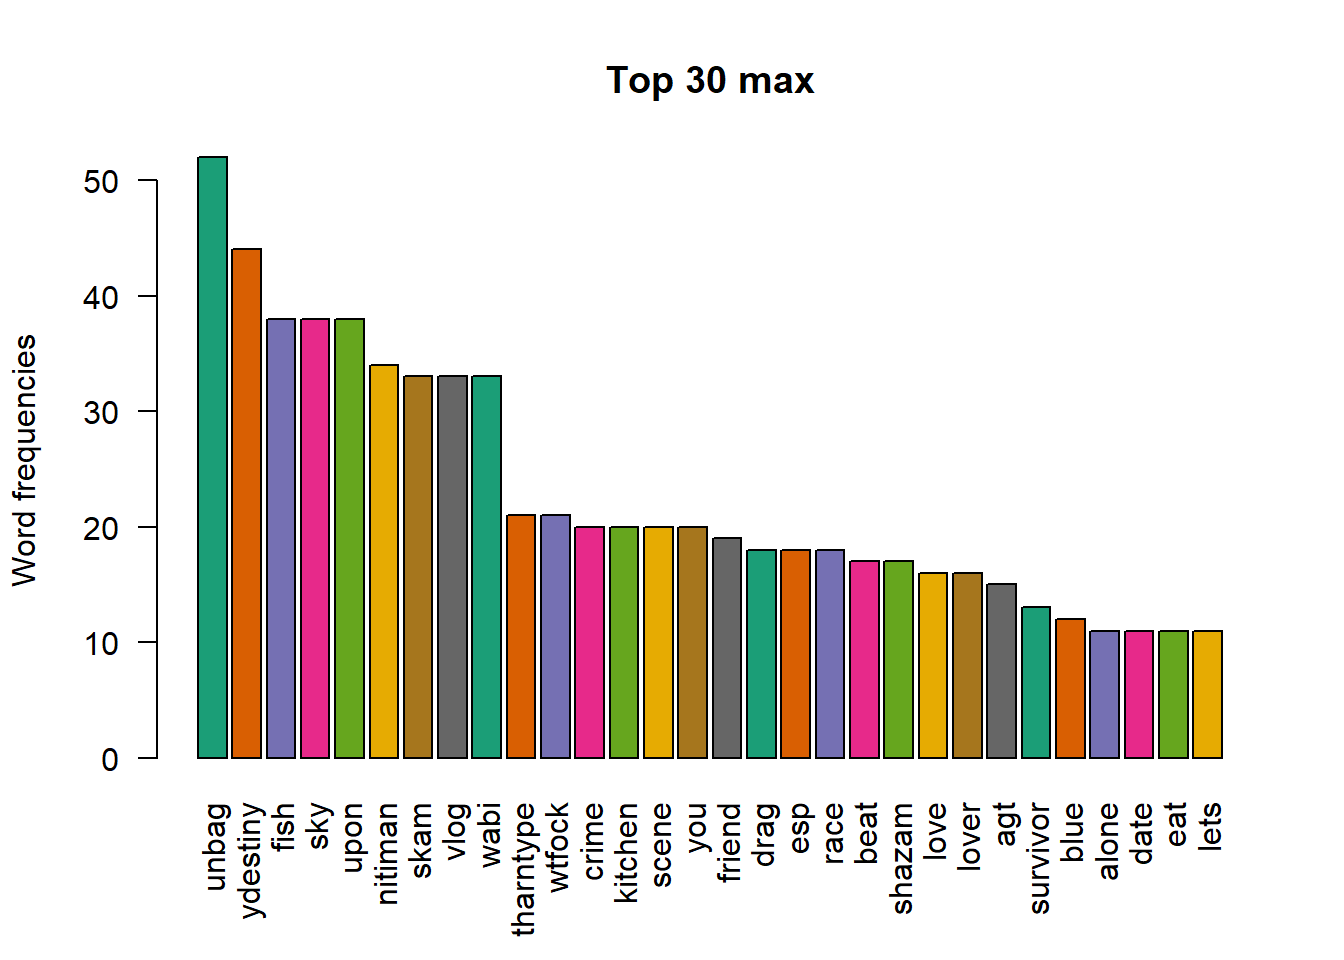 Top 30 max
Word frequencies
50
40
30
20
10
0
unbag
ydestiny
fish
sky
upon
nitiman
skam
vlog
wabi
tharntype
wtfock
crime
kitchen
scene
you
friend
drag
esp
race
beat
shazam
love
lover
agt
survivor
blue
alone
date
eat
lets